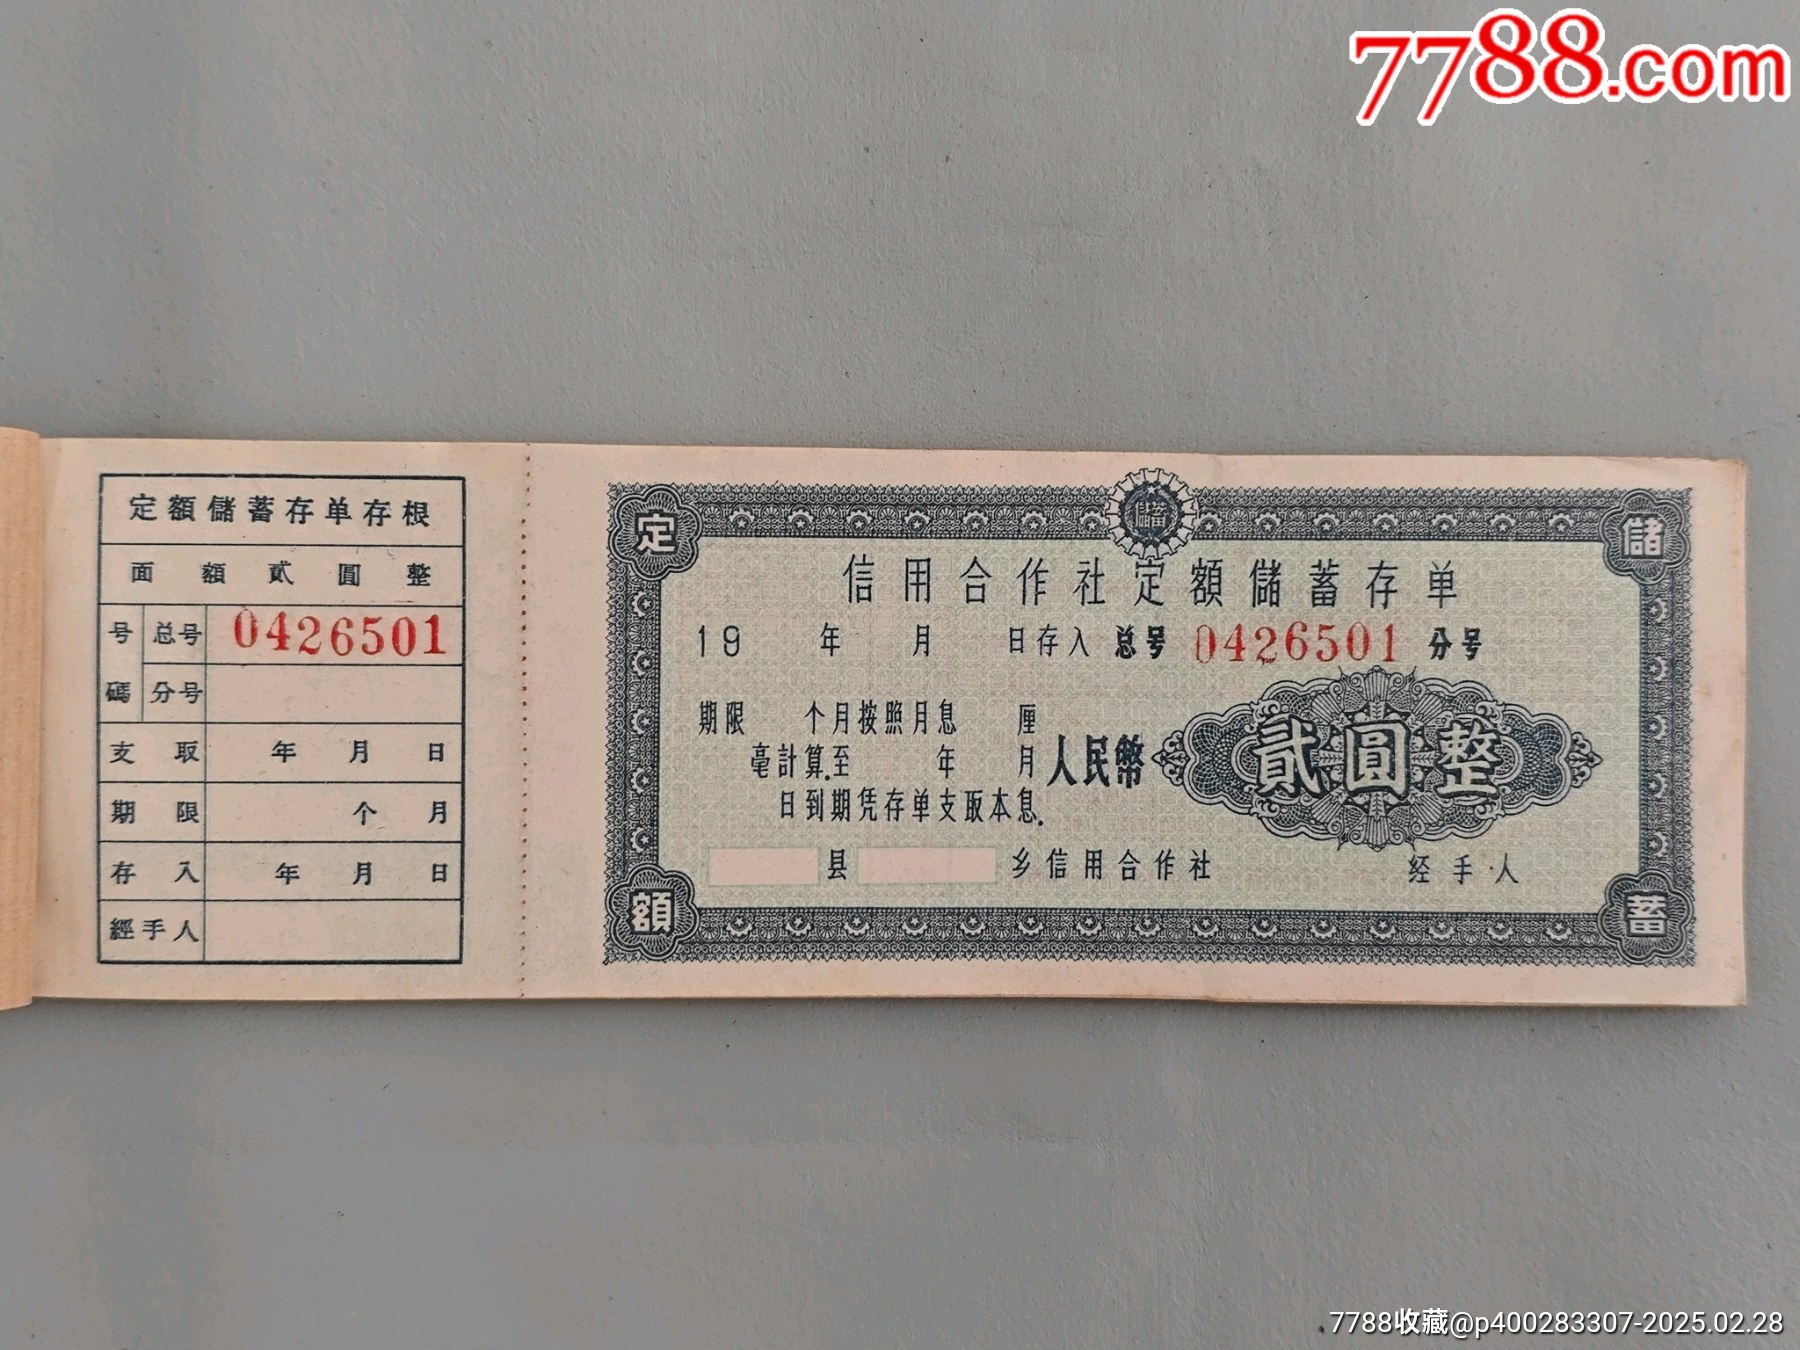 7788.com
定額儲蓄存单存根
面額貳圓整
号碼 总号 0426501
分号
支取 年 月 日
期限 个 月
存入 年 月 日
經手人
儲蓄
定 儲
信用合作社定額儲蓄存单
19 年 月 日存入 总号 0426501 分号
期限 个月按照月息 厘
毫計算.至 年 月
日到期凭存单支取本息.
人民幣 貳圓整
县 乡信用合作社 经手人
額 蓄
7788收藏@p400283307-2025.02.28